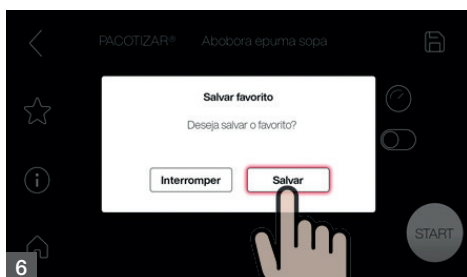 PACOTIZAR® Abobora epuma sopa
Salvar favorito
Deseja salvar o favorito?
Interromper Salvar
START
6